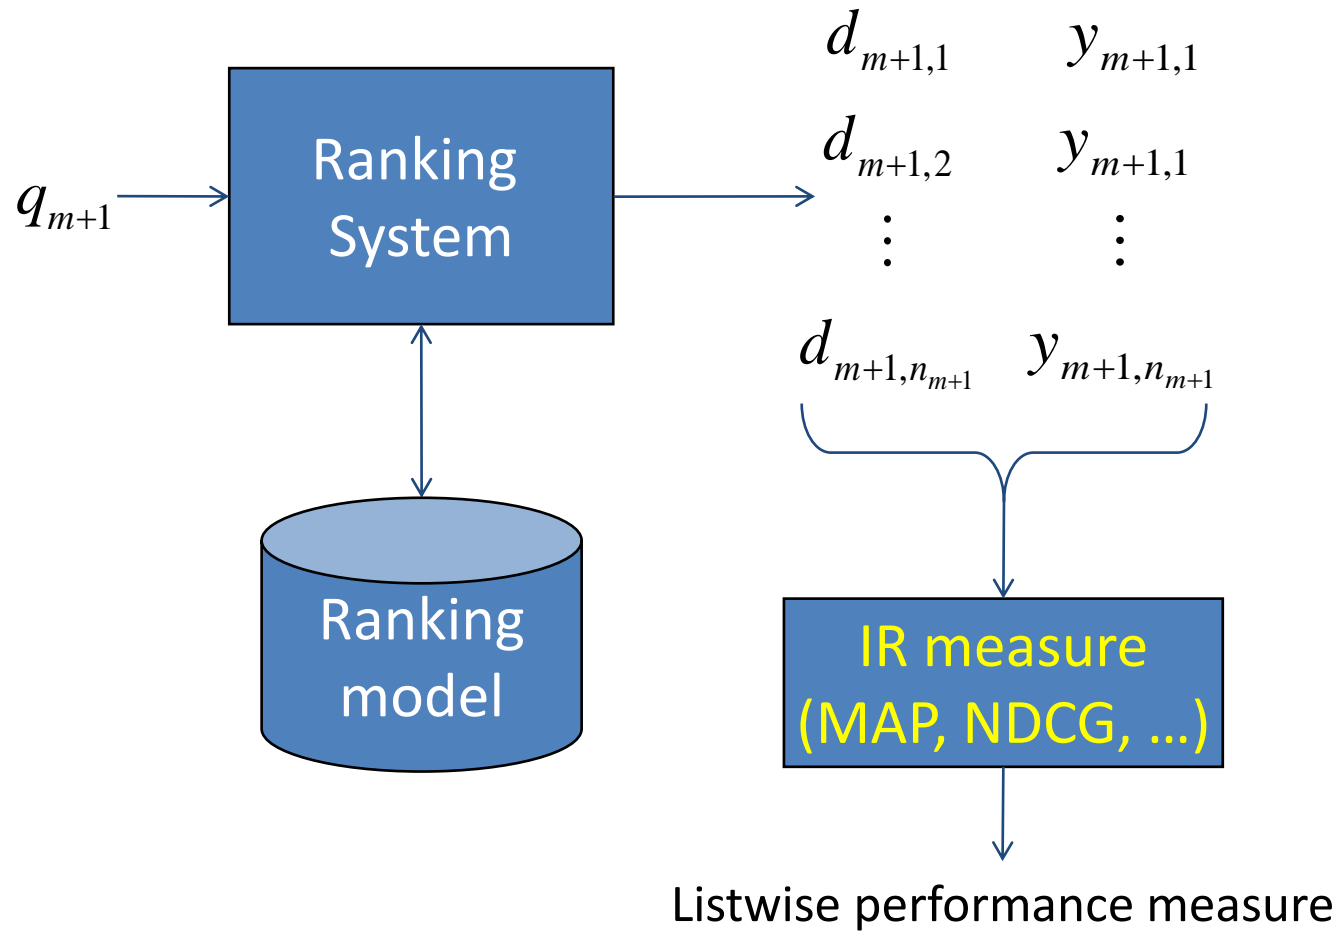 d_{m+1,1} y_{m+1,1}
d_{m+1,2} y_{m+1,1}
⋮ ⋮
d_{m+1,n_{m+1}} y_{m+1,n_{m+1}}
q_{m+1}
Ranking
System
Ranking
model
IR measure
(MAP, NDCG, ...)
Listwise performance measure